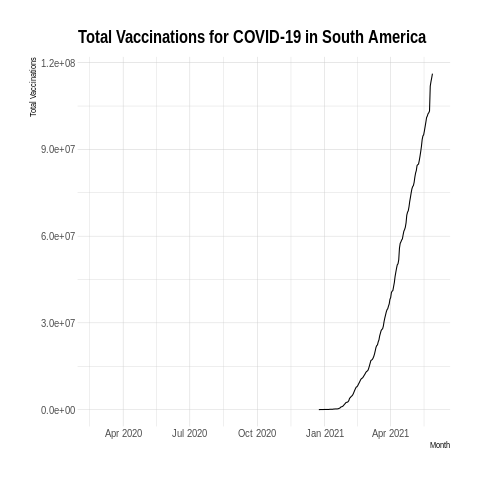 Total Vaccinations for COVID-19 in South America
Total Vaccinations
1.2e+08
9.0e+07
6.0e+07
3.0e+07
0.0e+00
Apr 2020 Jul 2020 Oct 2020 Jan 2021 Apr 2021
Month